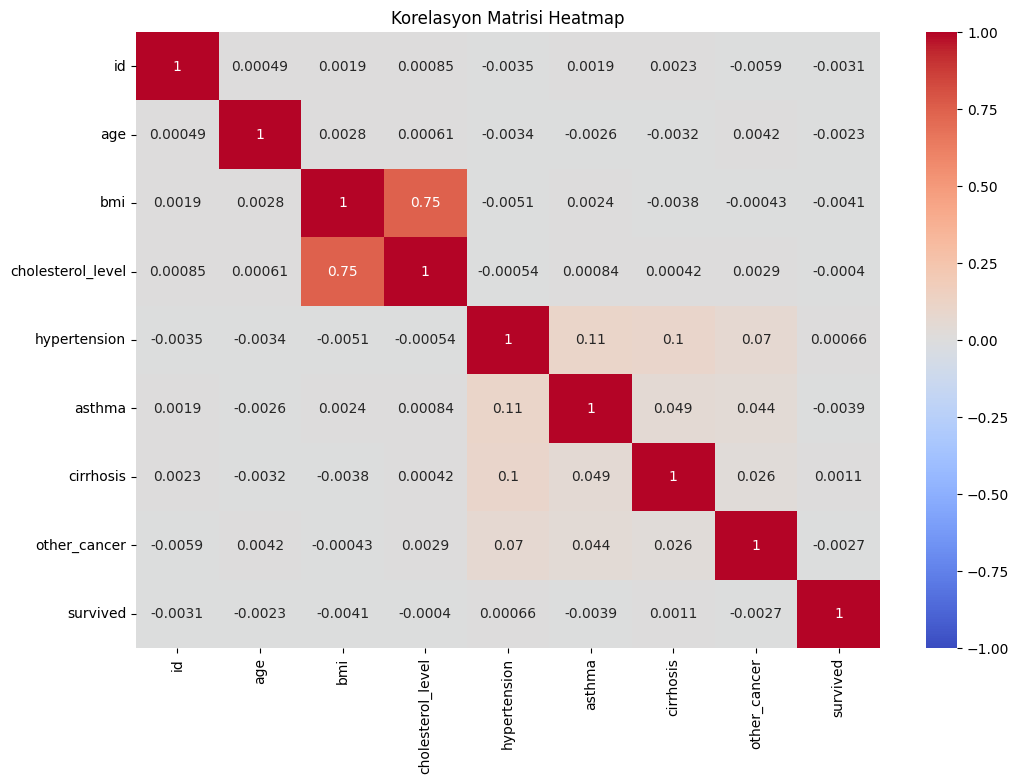 Korelasyon Matrisi Heatmap
id 1 0.00049 0.0019 0.00085 -0.0035 0.0019 0.0023 -0.0059 -0.0031
age 0.00049 1 0.0028 0.00061 -0.0034 -0.0026 -0.0032 0.0042 -0.0023
bmi 0.0019 0.0028 1 0.75 -0.0051 0.0024 -0.0038 -0.00043 -0.0041
cholesterol_level 0.00085 0.00061 0.75 1 -0.00054 0.00084 0.00042 0.0029 -0.0004
hypertension -0.0035 -0.0034 -0.0051 -0.00054 1 0.11 0.1 0.07 0.00066
asthma 0.0019 -0.0026 0.0024 0.00084 0.11 1 0.049 0.044 -0.0039
cirrhosis 0.0023 -0.0032 -0.0038 0.00042 0.1 0.049 1 0.026 0.0011
other_cancer -0.0059 0.0042 -0.00043 0.0029 0.07 0.044 0.026 1 -0.0027
survived -0.0031 -0.0023 -0.0041 -0.0004 0.00066 -0.0039 0.0011 -0.0027 1
id age bmi cholesterol_level hypertension asthma cirrhosis other_cancer survived
1.00
0.75
0.50
0.25
0.00
−0.25
−0.50
−0.75
−1.00